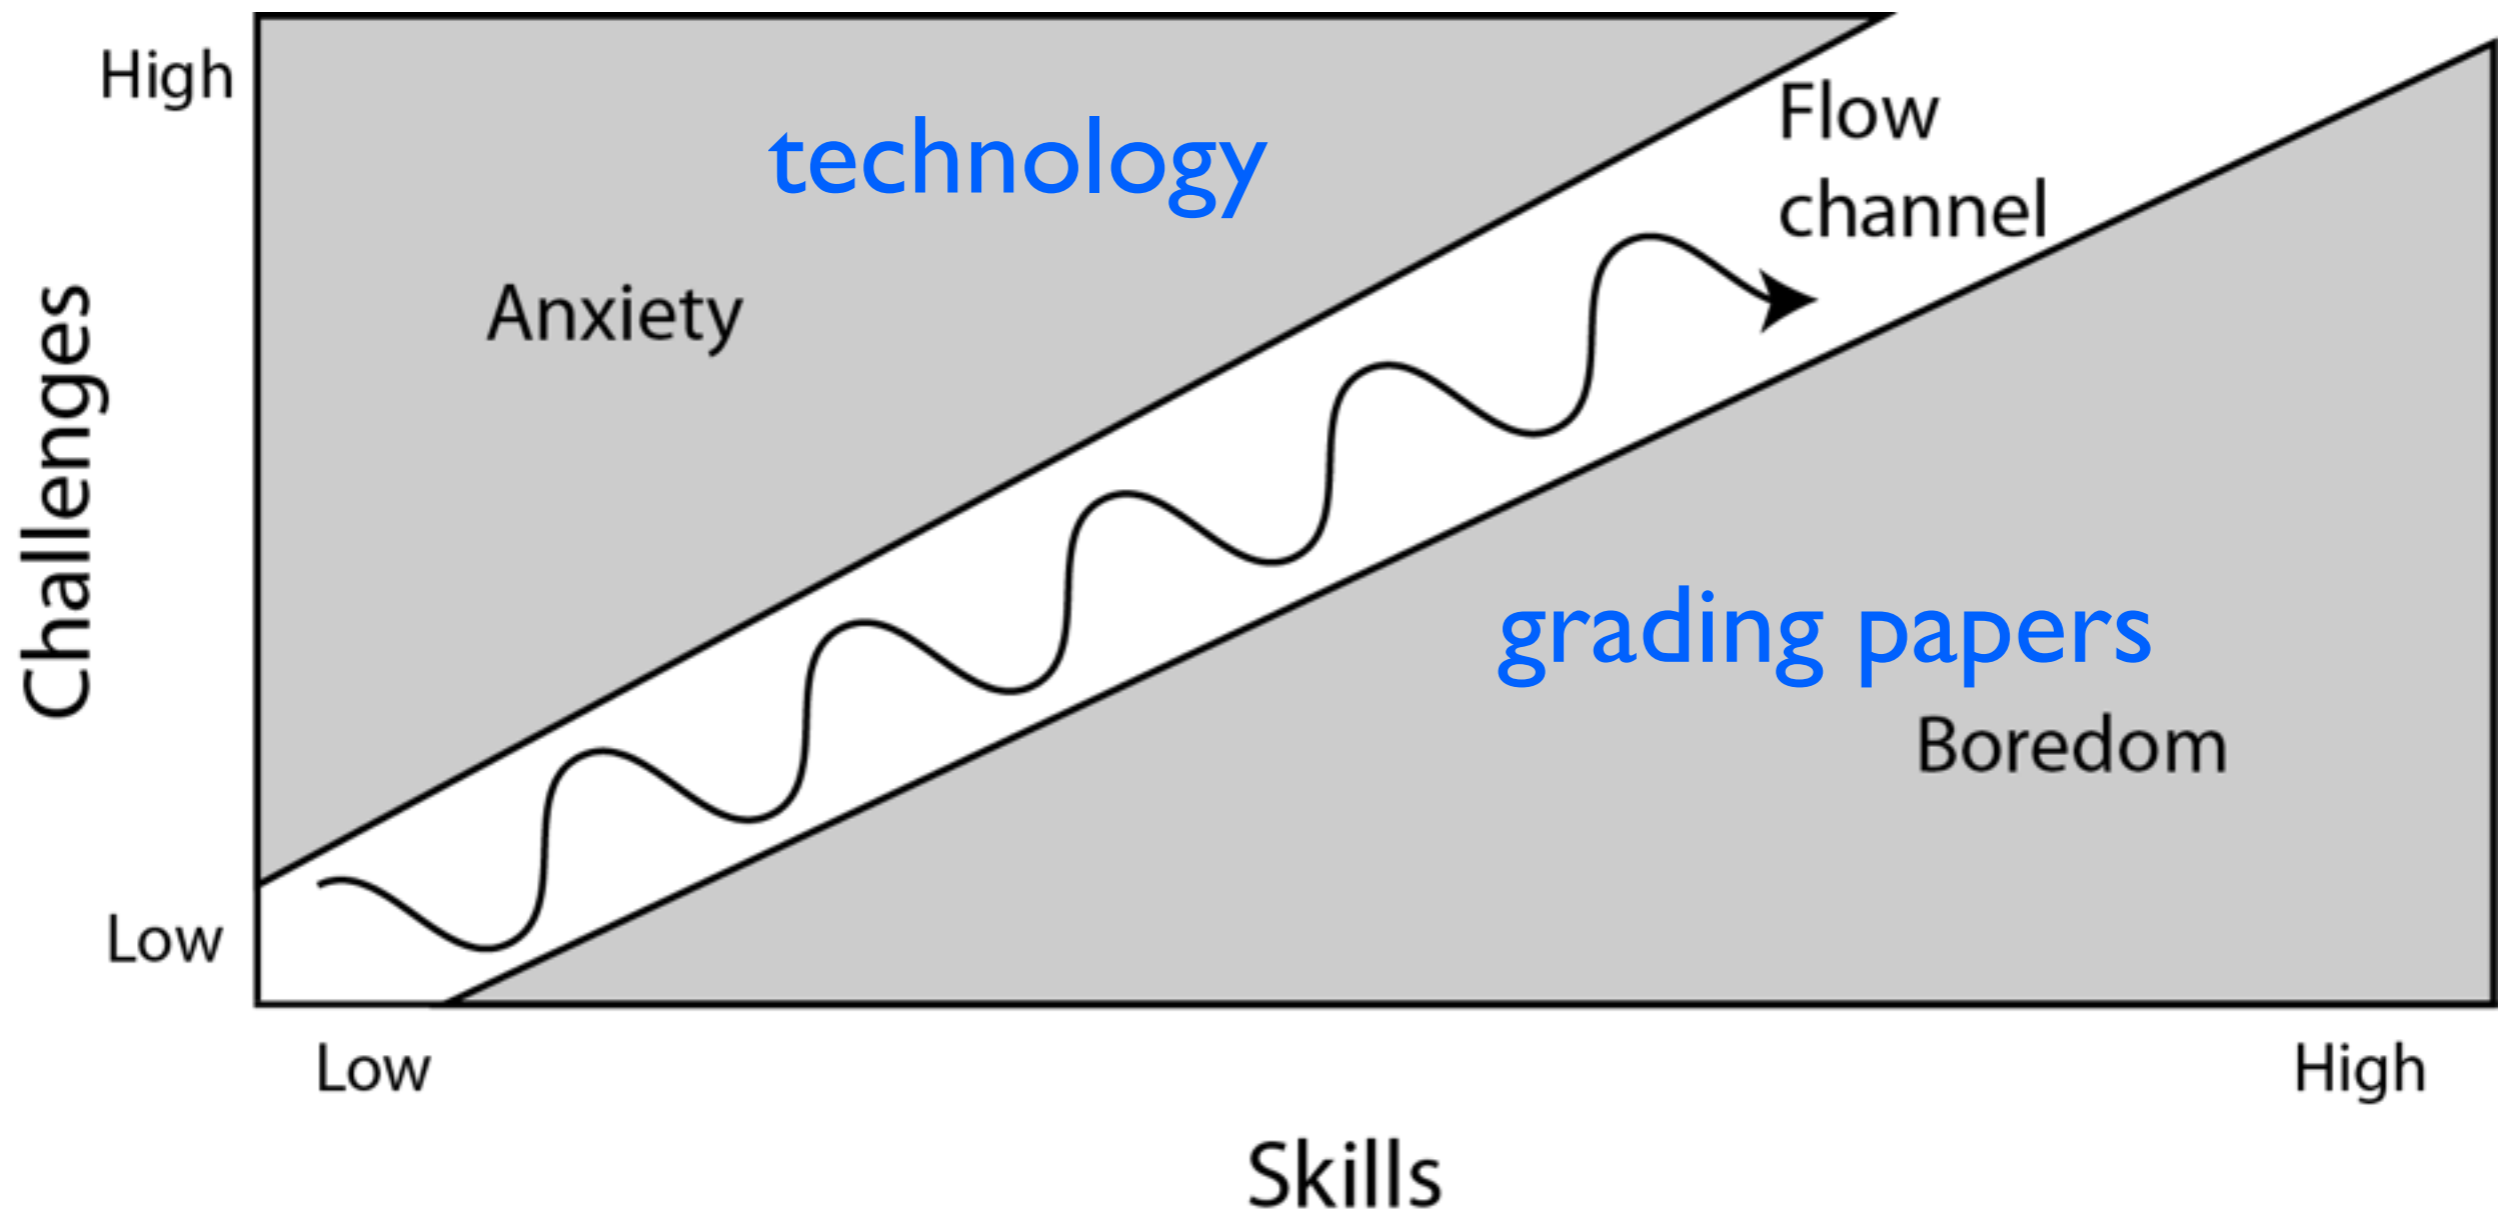 High
technology
Flow
channel
Anxiety
Challenges
grading papers
Boredom
Low
Low
High
Skills